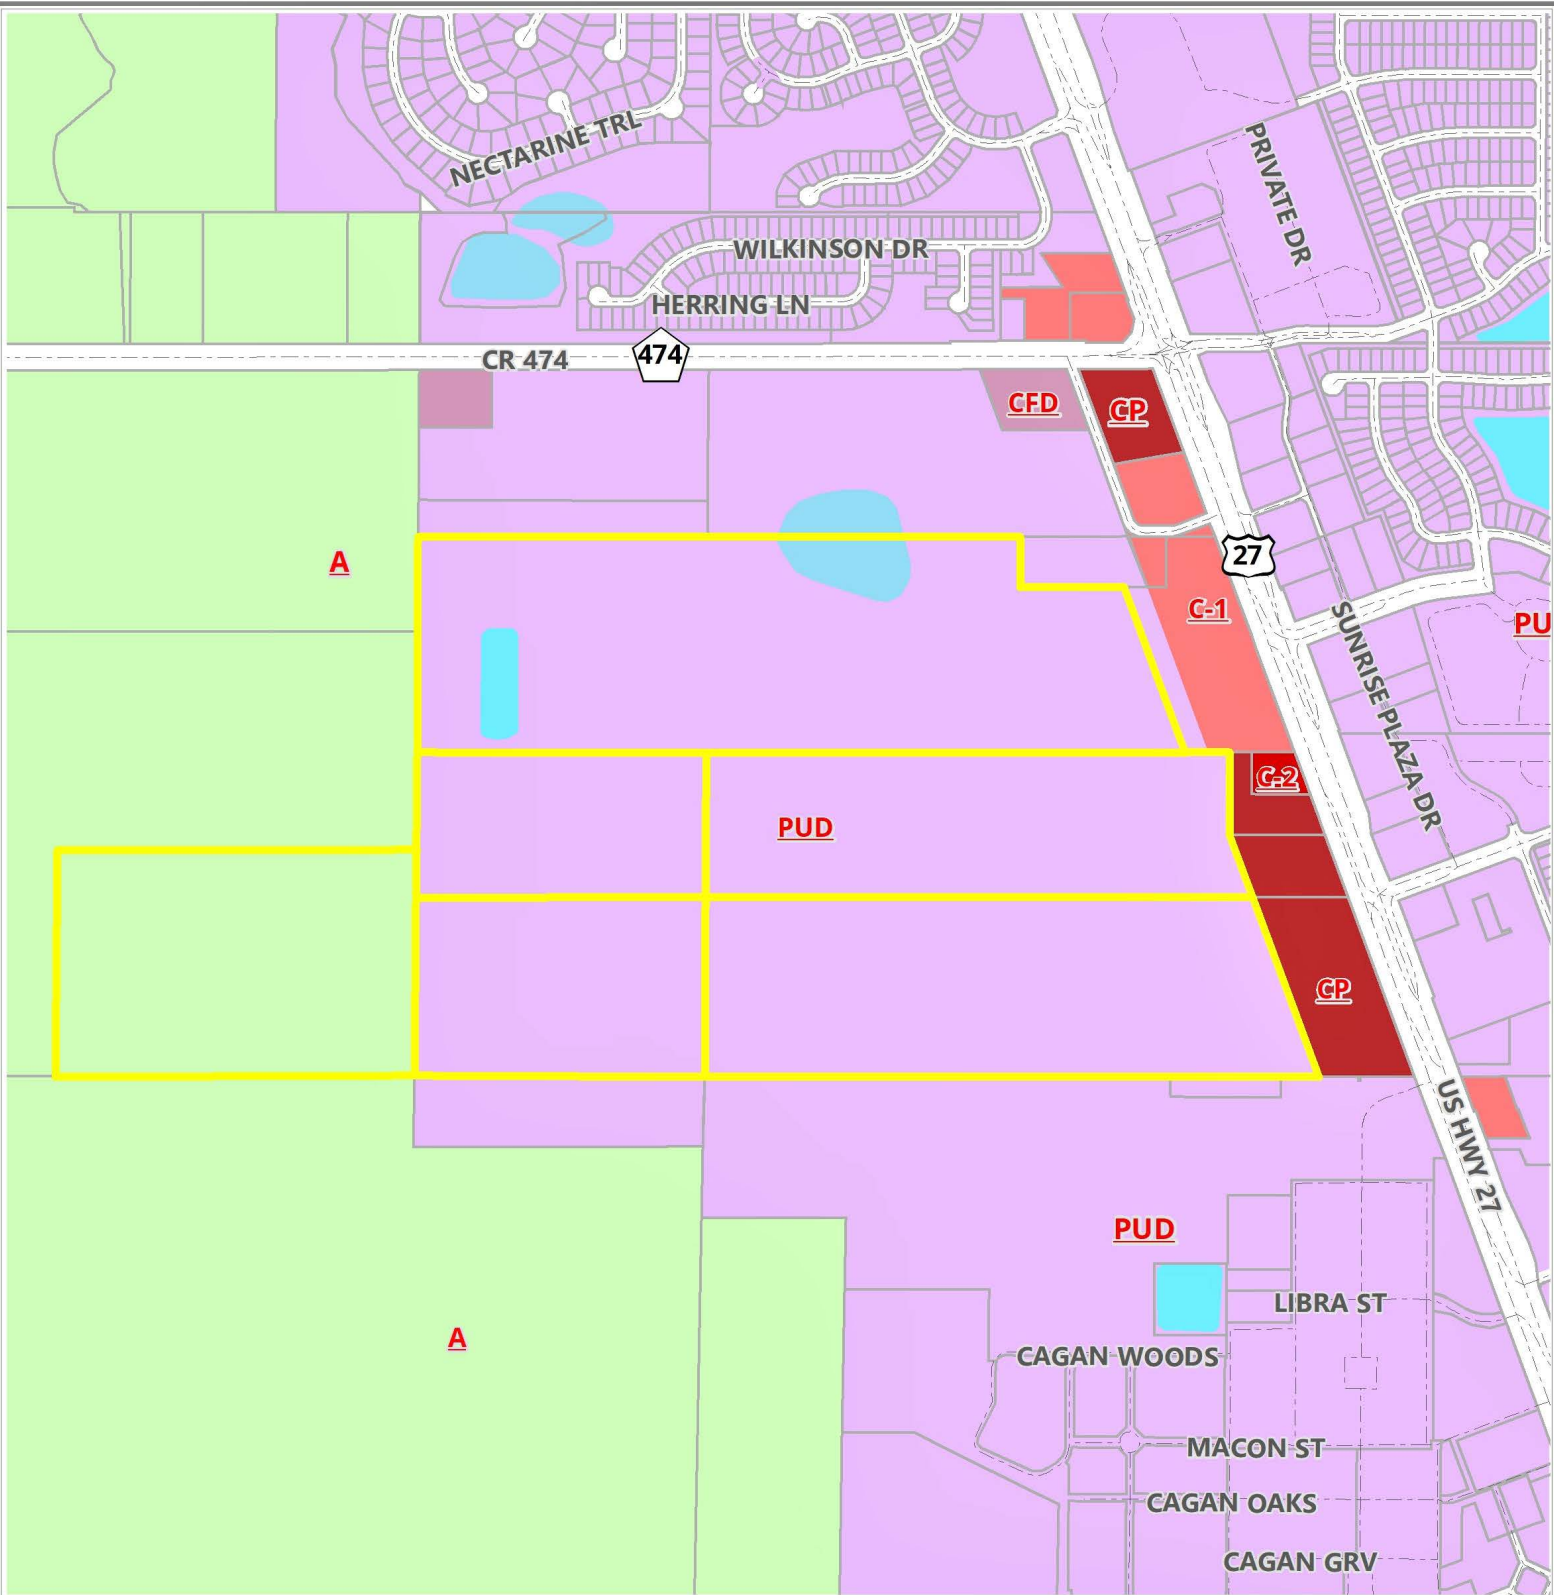 NECTARINE TRL
PRIVATE DR
WILKINSON DR
HERRING LN
CR 474
474
CFD
CP
A
27
C-1
SUNRISE PLAZA DR
PU
C-2
PUD
CP
US HWY 27
PUD
LIBRA ST
A
CAGAN WOODS
MACON ST
CAGAN OAKS
CAGAN GRV